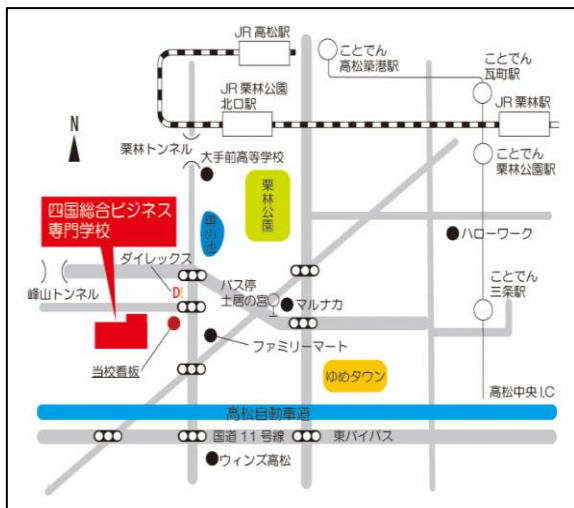 JR高松駅
ことでん
高松築港駅
ことでん
瓦町駅
JR栗林公園
北口駅
JR栗林駅
N
栗林トンネル
大手前高等学校
ことでん
栗林公園駅
四国総合ビジネス
専門学校
栗林公園
ハローワーク
ダイレックス
バス停
土居の宮
マルナカ
ことでん
三条駅
峰山トンネル
D!
当校看板
ファミリーマート
ゆめタウン
高松中央I.C
高松自動車道
国道11号線
東バイパス
ウィンズ高松